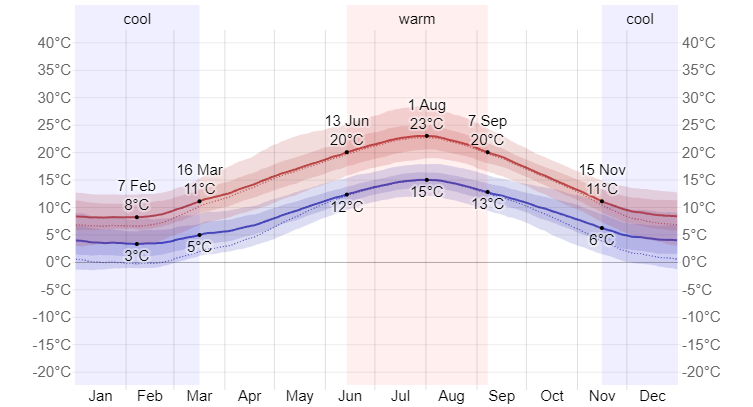 cool warm cool
40°C 40°C
35°C 35°C
30°C 30°C
1 Aug
25°C 23°C 25°C
13 Jun 7 Sep
20°C 20°C 20°C 20°C
16 Mar 15 Nov
15°C 15°C 15°C
7 Feb 11°C 11°C
12°C 13°C
10°C 8°C 10°C
5°C 5°C 6°C 5°C
3°C
0°C 0°C
-5°C -5°C
-10°C -10°C
-15°C -15°C
-20°C -20°C
Jan Feb Mar Apr May Jun Jul Aug Sep Oct Nov Dec